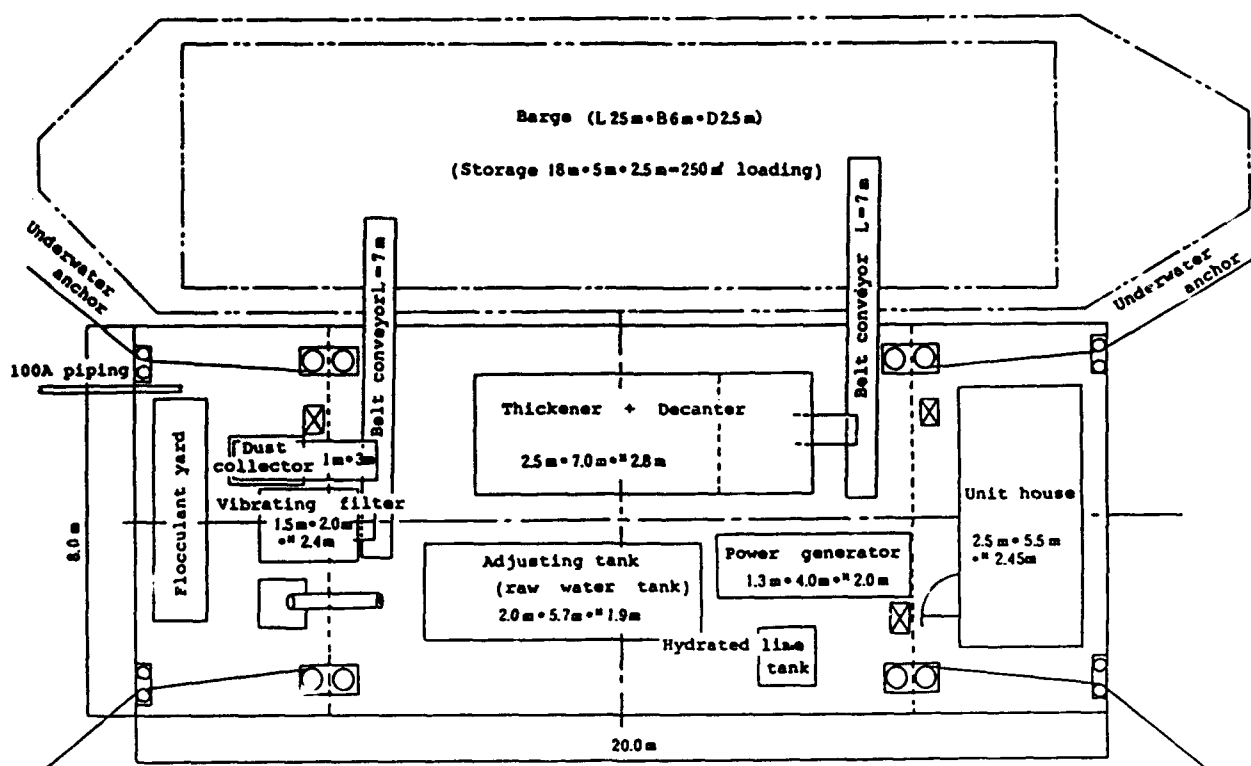 Barge (L 25m•B6m•D2.5m)
(Storage 18m•5m•2.5m=250㎥ loading)
Underwater
anchor
Belt conveyor L=7m
Belt conveyor L=7m
Underwater
anchor
100A piping
Flocculant yard
Dust
collector 1m•3m
Vibrating filter
1.5m•2.0m
•ᴴ2.4m
Thickener + Decanter
2.5m•7.0m•ᴴ2.8m
Unit house
2.5m•5.5m
•ᴴ2.45m
8.0m
Adjusting tank
(raw water tank)
2.0m•5.7m•ᴴ1.9m
Power generator
1.3m•4.0m•ᴴ2.0m
Hydrated lime
tank
20.0m